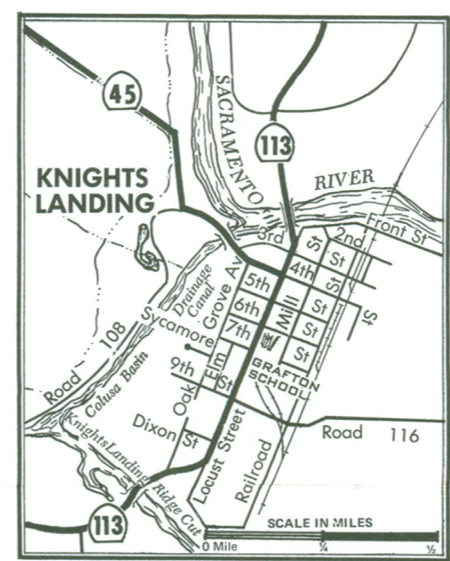 45
113
SACRAMENTO
RIVER
KNIGHTS
LANDING
3rd
2nd
St
Front St
St
4th
St
5th
6th
7th
Mill
St
St
St
St
Drainage
Canal
Grove Av
Sycamore
Elm
GRAFTON
SCHOOL
Road 108
Colusa Basin
9th
St
Oak
Dixon
St
Knights Landing
Ridge Cut
Locust Street
Railroad
Road 116
113
SCALE IN MILES
0 Mile
¼
½